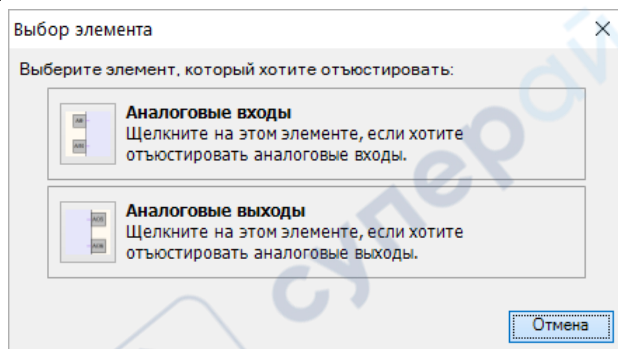 Выбор элемента
Выберите элемент, который хотите отъюстировать:
Аналоговые входы
Щелкните на этом элементе, если хотите
отъюстировать аналоговые входы.
Аналоговые выходы
Щелкните на этом элементе, если хотите
отъюстировать аналоговые выходы.
Отмена
суперай